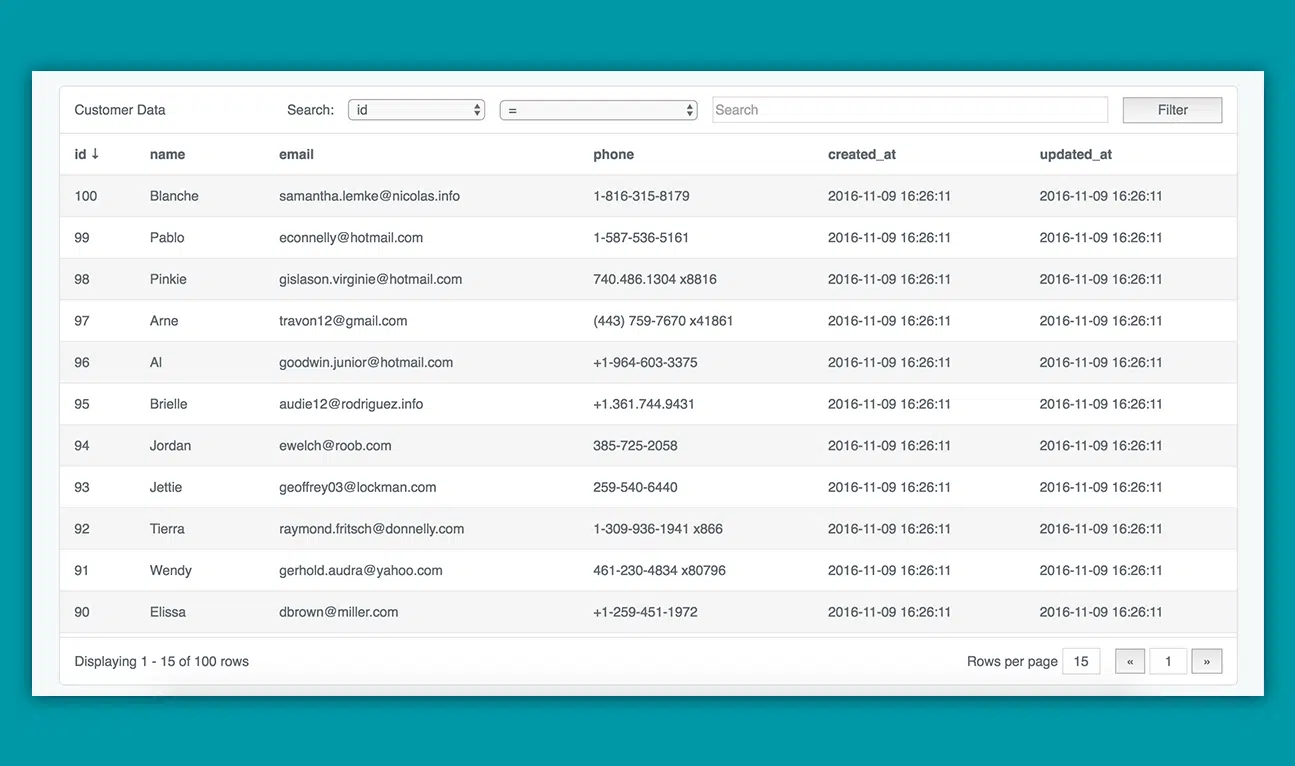 Customer Data Search: id = Search Filter
id ↓ name email phone created_at updated_at
100 Blanche samantha.lemke@nicolas.info 1-816-315-8179 2016-11-09 16:26:11 2016-11-09 16:26:11
99 Pablo econnelly@hotmail.com 1-587-536-5161 2016-11-09 16:26:11 2016-11-09 16:26:11
98 Pinkie gislason.virginie@hotmail.com 740.486.1304 x8816 2016-11-09 16:26:11 2016-11-09 16:26:11
97 Arne travon12@gmail.com (443) 759-7670 x41861 2016-11-09 16:26:11 2016-11-09 16:26:11
96 Al goodwin.junior@hotmail.com +1-964-603-3375 2016-11-09 16:26:11 2016-11-09 16:26:11
95 Brielle audie12@rodriguez.info +1.361.744.9431 2016-11-09 16:26:11 2016-11-09 16:26:11
94 Jordan ewelch@roob.com 385-725-2058 2016-11-09 16:26:11 2016-11-09 16:26:11
93 Jettie geoffrey03@lockman.com 259-540-6440 2016-11-09 16:26:11 2016-11-09 16:26:11
92 Tierra raymond.fritsch@donnelly.com 1-309-936-1941 x866 2016-11-09 16:26:11 2016-11-09 16:26:11
91 Wendy gerhold.audra@yahoo.com 461-230-4834 x80796 2016-11-09 16:26:11 2016-11-09 16:26:11
90 Elissa dbrown@miller.com +1-259-451-1972 2016-11-09 16:26:11 2016-11-09 16:26:11
Displaying 1 - 15 of 100 rows Rows per page 15 « 1 »